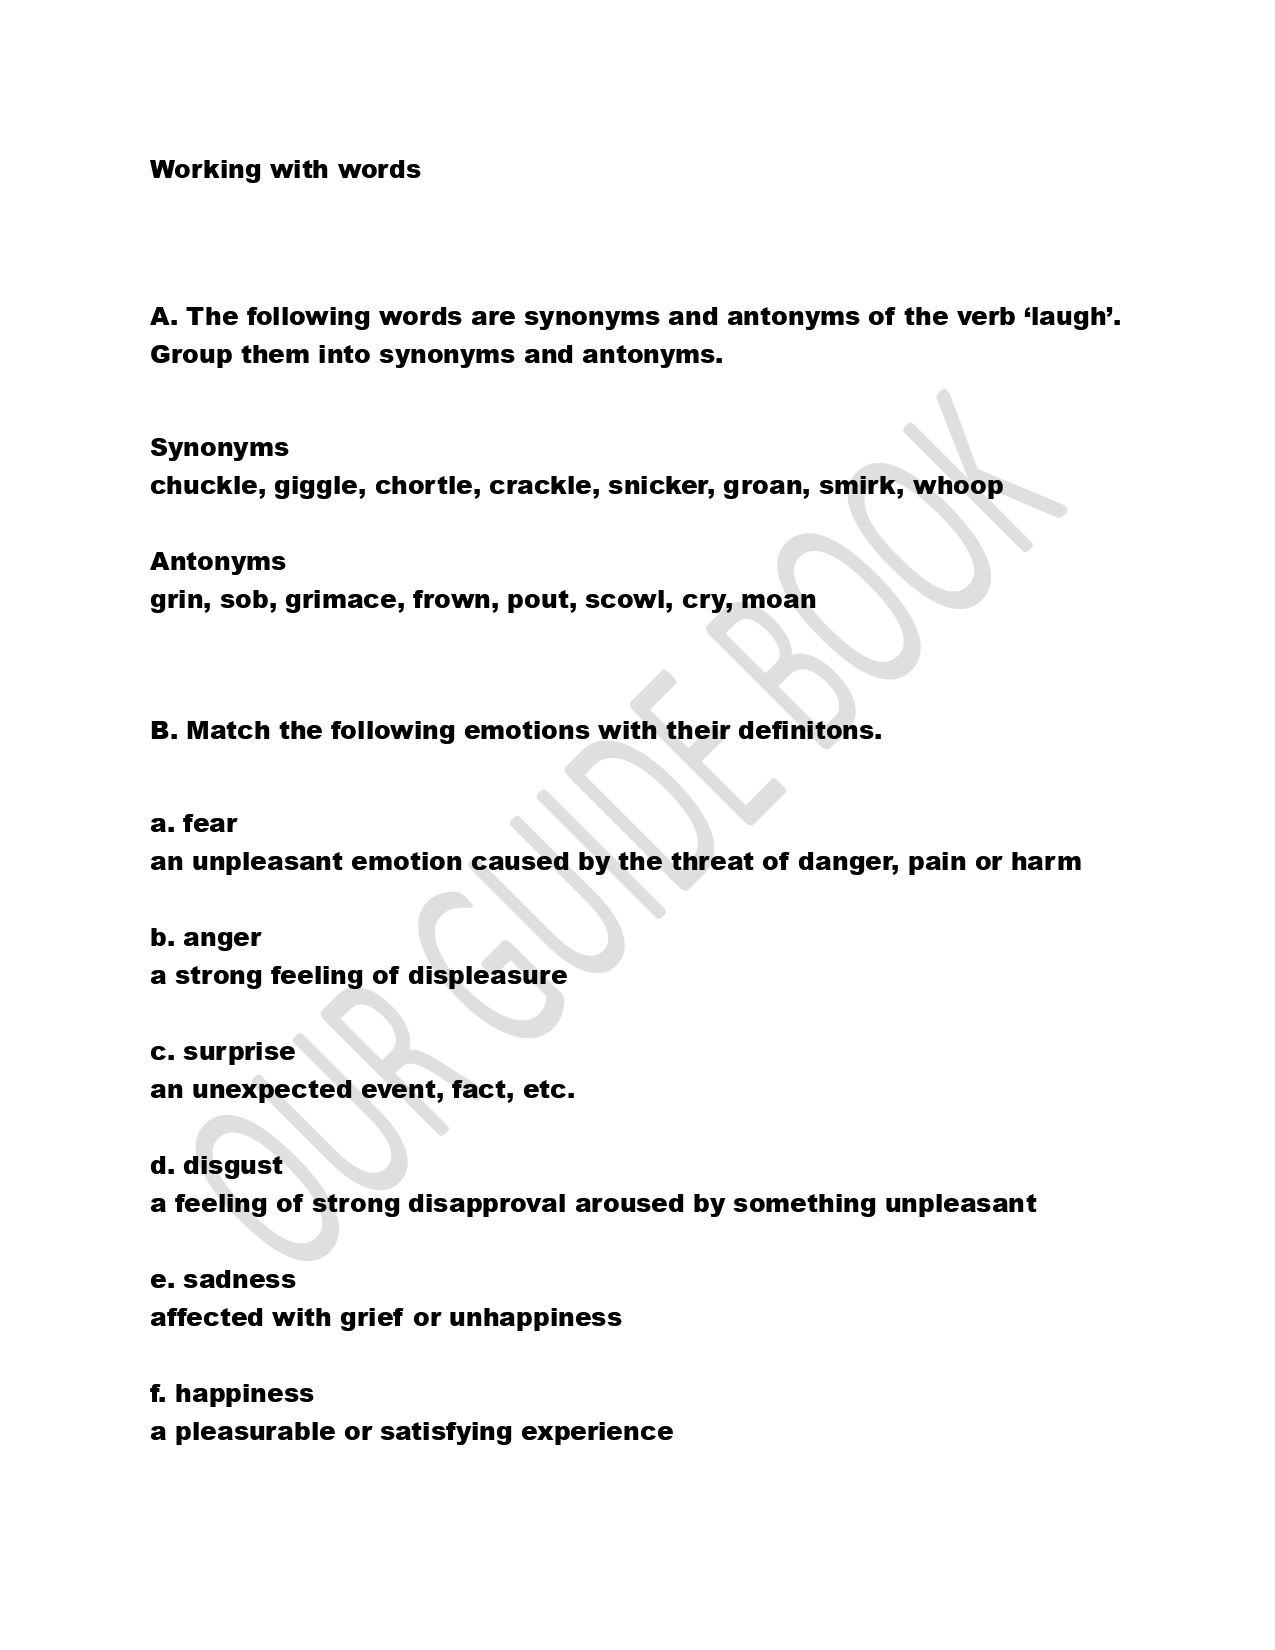 Working with words
A. The following words are synonyms and antonyms of the verb ‘laugh’.
Group them into synonyms and antonyms.
Synonyms
chuckle, giggle, chortle, crackle, snicker, groan, smirk, whoop
Antonyms
grin, sob, grimace, frown, pout, scowl, cry, moan
B. Match the following emotions with their definitons.
a. fear
an unpleasant emotion caused by the threat of danger, pain or harm
b. anger
a strong feeling of displeasure
c. surprise
an unexpected event, fact, etc.
d. disgust
a feeling of strong disapproval aroused by something unpleasant
e. sadness
affected with grief or unhappiness
f. happiness
a pleasurable or satisfying experience
OUR GUIDE BOOK